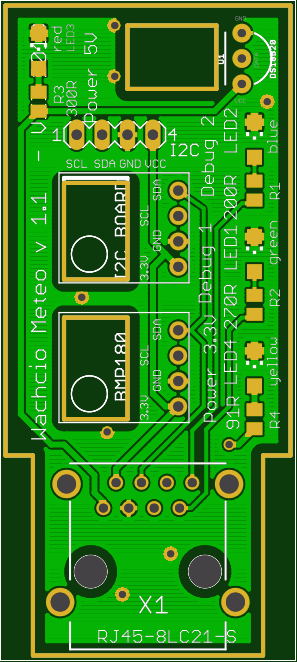 GND
DS18B20
U1
VCC
red
LED3
300R
R3
Power 5V
1
4
I2C
SCL SDA GND VCC
Debug 2
LED2
blue
200R
R1
I2C BOARD
SDA
SCL
GND
3.3V
Debug 1
LED1
green
270R
R2
Power 3.3V
BMP180
SDA
SCL
GND
3.3V
LED4
yellow
91R
R4
Wachcio Meteo v 1.1 -
X1
RJ45-8LC21-S